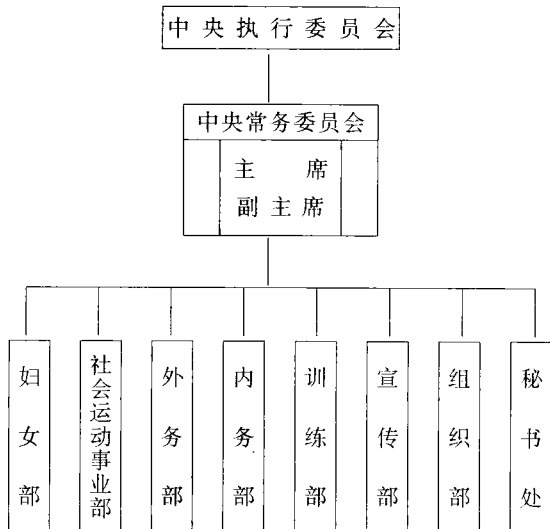 中央执行委员会
中央常务委员会
主席
副主席
妇女部
社会运动事业部
外务部
内务部
训练部
宣传部
组织部
秘书处